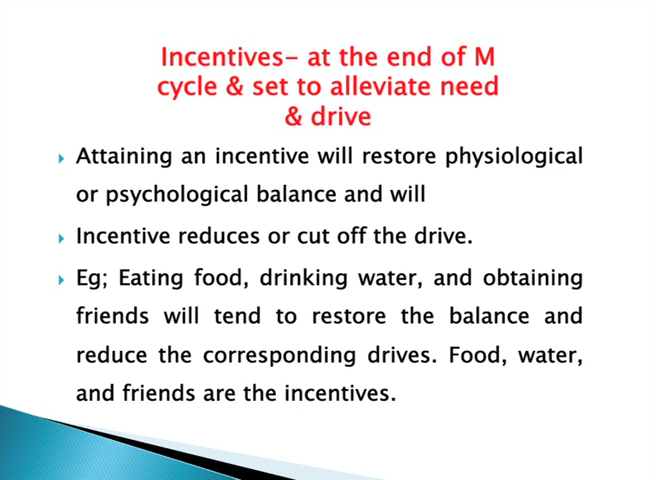 Incentives– at the end of M
cycle & set to alleviate need
& drive
Attaining an incentive will restore physiological
or psychological balance and will
Incentive reduces or cut off the drive.
Eg; Eating food, drinking water, and obtaining
friends will tend to restore the balance and
reduce the corresponding drives. Food, water,
and friends are the incentives.